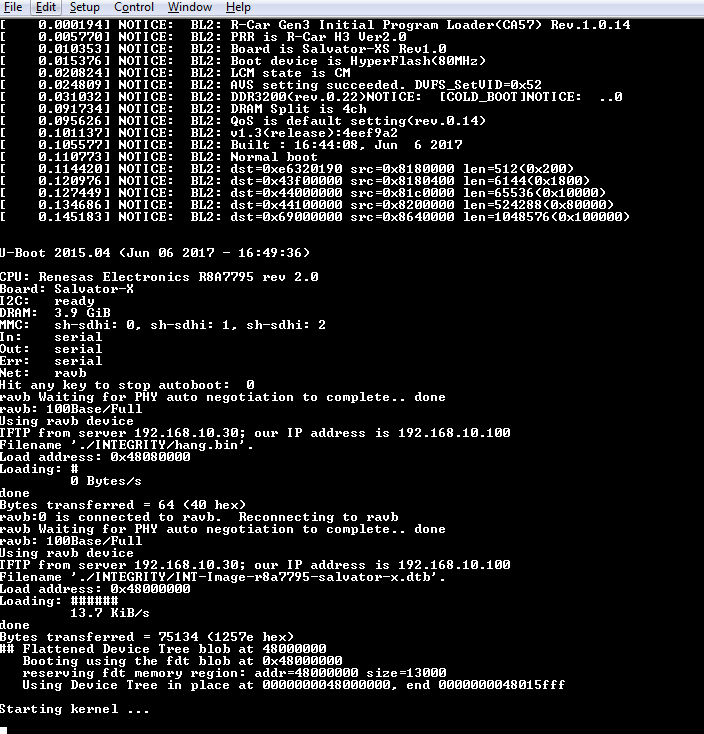 File Edit Setup Control Window Help
[    0.000194] NOTICE:  BL2: R-Car Gen3 Initial Program Loader(CA57) Rev.1.0.14
[    0.005770] NOTICE:  BL2: PRR is R-Car H3 Ver2.0
[    0.010353] NOTICE:  BL2: Board is Salvator-XS Rev1.0
[    0.015376] NOTICE:  BL2: Boot device is HyperFlash(80MHz)
[    0.020824] NOTICE:  BL2: LCM state is CM
[    0.024809] NOTICE:  BL2: AVS setting succeeded. DVFS_SetVID=0x52
[    0.031032] NOTICE:  BL2: DDR3200(rev.0.22)NOTICE:  [COLD_BOOT]NOTICE:  ..0
[    0.091734] NOTICE:  BL2: DRAM Split is 4ch
[    0.095626] NOTICE:  BL2: QoS is default setting(rev.0.14)
[    0.101137] NOTICE:  BL2: v1.3(release):4eef9a2
[    0.105577] NOTICE:  BL2: Built : 16:44:08, Jun  6 2017
[    0.110773] NOTICE:  BL2: Normal boot
[    0.114420] NOTICE:  BL2: dst=0xe6320190 src=0x8180000 len=512(0x200)
[    0.120976] NOTICE:  BL2: dst=0x43f00000 src=0x8180400 len=6144(0x1800)
[    0.127449] NOTICE:  BL2: dst=0x44000000 src=0x81c0000 len=65536(0x10000)
[    0.134686] NOTICE:  BL2: dst=0x44100000 src=0x8200000 len=524288(0x80000)
[    0.145183] NOTICE:  BL2: dst=0x69000000 src=0x8640000 len=1048576(0x100000)
U-Boot 2015.04 (Jun 06 2017 - 16:49:36)
CPU: Renesas Electronics R8A7795 rev 2.0
Board: Salvator-X
I2C:   ready
DRAM:  3.9 GiB
MMC:   sh-sdhi: 0, sh-sdhi: 1, sh-sdhi: 2
In:    serial
Out:   serial
Err:   serial
Net:   ravb
Hit any key to stop autoboot:  0
ravb Waiting for PHY auto negotiation to complete.. done
ravb: 100Base/Full
Using ravb device
TFTP from server 192.168.10.30; our IP address is 192.168.10.100
Filename './INTEGRITY/hang.bin'.
Load address: 0x48080000
Loading: #
         0 Bytes/s
done
Bytes transferred = 64 (40 hex)
ravb:0 is connected to ravb.  Reconnecting to ravb
ravb Waiting for PHY auto negotiation to complete.. done
ravb: 100Base/Full
Using ravb device
TFTP from server 192.168.10.30; our IP address is 192.168.10.100
Filename './INTEGRITY/INT-Image-r8a7795-salvator-x.dtb'.
Load address: 0x48000000
Loading: ######
         13.7 KiB/s
done
Bytes transferred = 75134 (1257e hex)
## Flattened Device Tree blob at 48000000
   Booting using the fdt blob at 0x48000000
   reserving fdt memory region: addr=48000000 size=13000
   Using Device Tree in place at 0000000048000000, end 0000000048015fff
Starting kernel ...